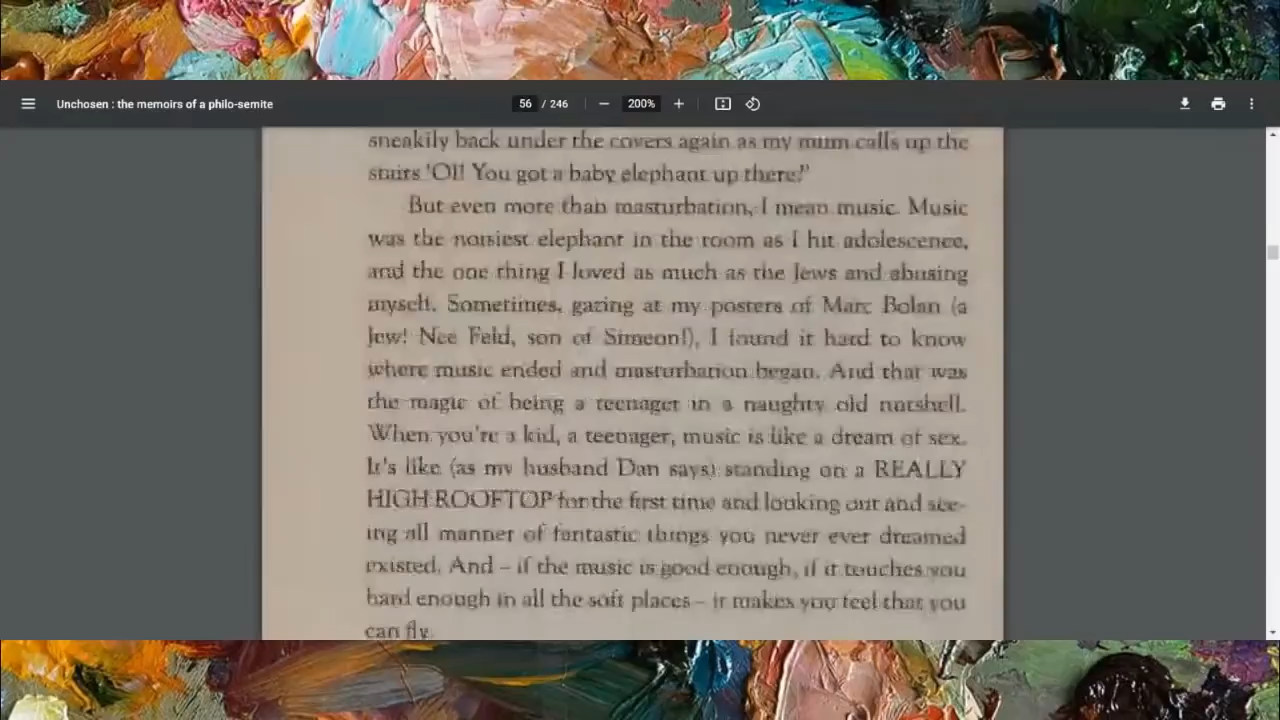 Unchosen : the memoirs of a philo-semite
56 / 246
200%
sneakily back under the covers again as my mum calls up the
stairs 'OI! You got a baby elephant up there?'
But even more than masturbation, I mean music. Music
was the noisiest elephant in the room as I hit adolescence,
and the one thing I loved as much as the Jews and abusing
myself. Sometimes, gazing at my posters of Marc Bolan (a
Jew! Nee Feld, son of Simeon!), I found it hard to know
where music ended and masturbation began. And that was
the magic of being a teenager in a naughty old nutshell.
When you're a kid, a teenager, music is like a dream of sex.
It's like (as my husband Dan says) standing on a REALLY
HIGH ROOFTOP for the first time and looking out and see-
ing all manner of fantastic things you never ever dreamed
existed. And – if the music is good enough, if it touches you
hard enough in all the soft places – it makes you feel that you
can fly.